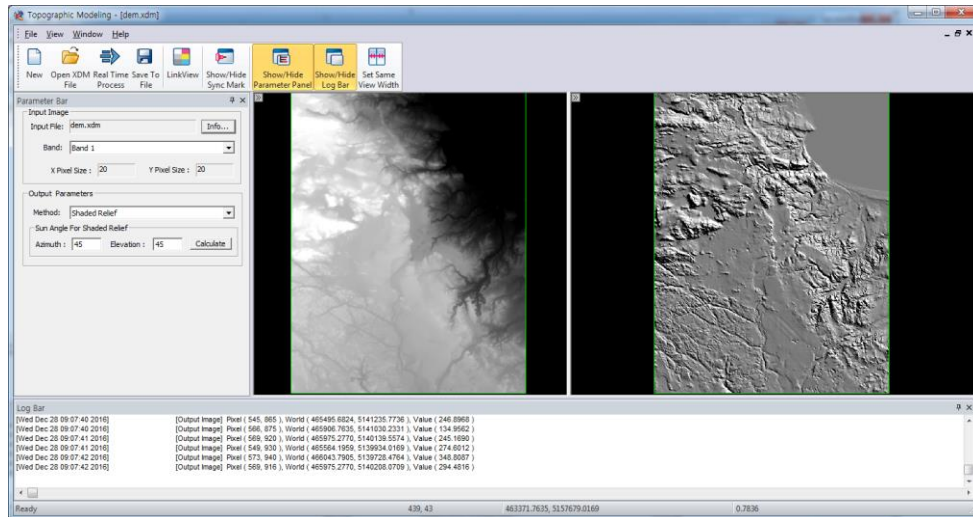 Topographic Modeling - [dem.xdm]
File View Window Help
New Open XDM File Real Time Process Save To File LinkView Show/Hide Sync Mark Show/Hide Parameter Panel Show/Hide Log Bar Set Same View Width
Parameter Bar
Input Image
Input File: dem.xdm Info...
Band: Band 1
X Pixel Size : 20 Y Pixel Size : 20
Output Parameters
Method: Shaded Relief
Sun Angle For Shaded Relief
Azimuth : 45 Elevation : 45 Calculate
Log Bar
[Wed Dec 28 09:07:40 2016] [Output Image] Pixel ( 545, 865 ), World ( 465495.6824, 5141235.7736 ), Value ( 246.8968 )
[Wed Dec 28 09:07:40 2016] [Output Image] Pixel ( 566, 875 ), World ( 465906.7635, 5141030.2331 ), Value ( 134.9562 )
[Wed Dec 28 09:07:41 2016] [Output Image] Pixel ( 569, 920 ), World ( 465975.2770, 5140139.5574 ), Value ( 245.1690 )
[Wed Dec 28 09:07:41 2016] [Output Image] Pixel ( 549, 930 ), World ( 465564.1959, 5139934.0169 ), Value ( 274.6012 )
[Wed Dec 28 09:07:42 2016] [Output Image] Pixel ( 573, 940 ), World ( 466043.7905, 5139728.4764 ), Value ( 348.8087 )
[Wed Dec 28 09:07:42 2016] [Output Image] Pixel ( 569, 916 ), World ( 465975.2770, 5140208.0709 ), Value ( 294.4816 )
Ready 439, 43 463371.7635, 5157679.0169 0.7836